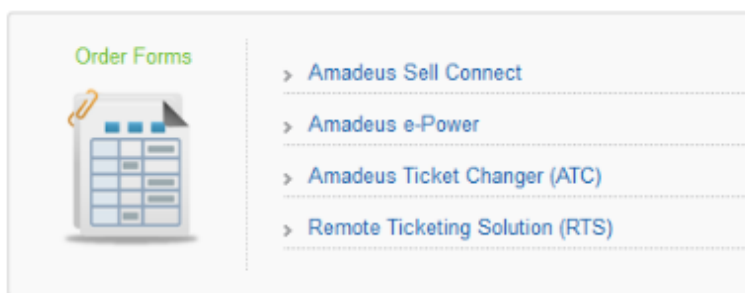 Order Forms
Amadeus Sell Connect
Amadeus e-Power
Amadeus Ticket Changer (ATC)
Remote Ticketing Solution (RTS)